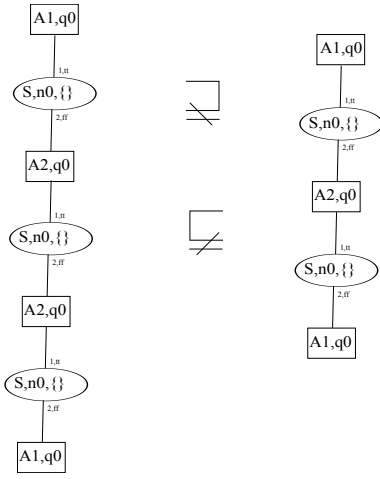 A1,q0
1,tt
S,n0,{}
2,ff
A2,q0
1,tt
S,n0,{}
2,ff
A2,q0
1,tt
S,n0,{}
2,ff
A1,q0
A1,q0
1,tt
S,n0,{}
2,ff
A2,q0
1,tt
S,n0,{}
2,ff
A1,q0